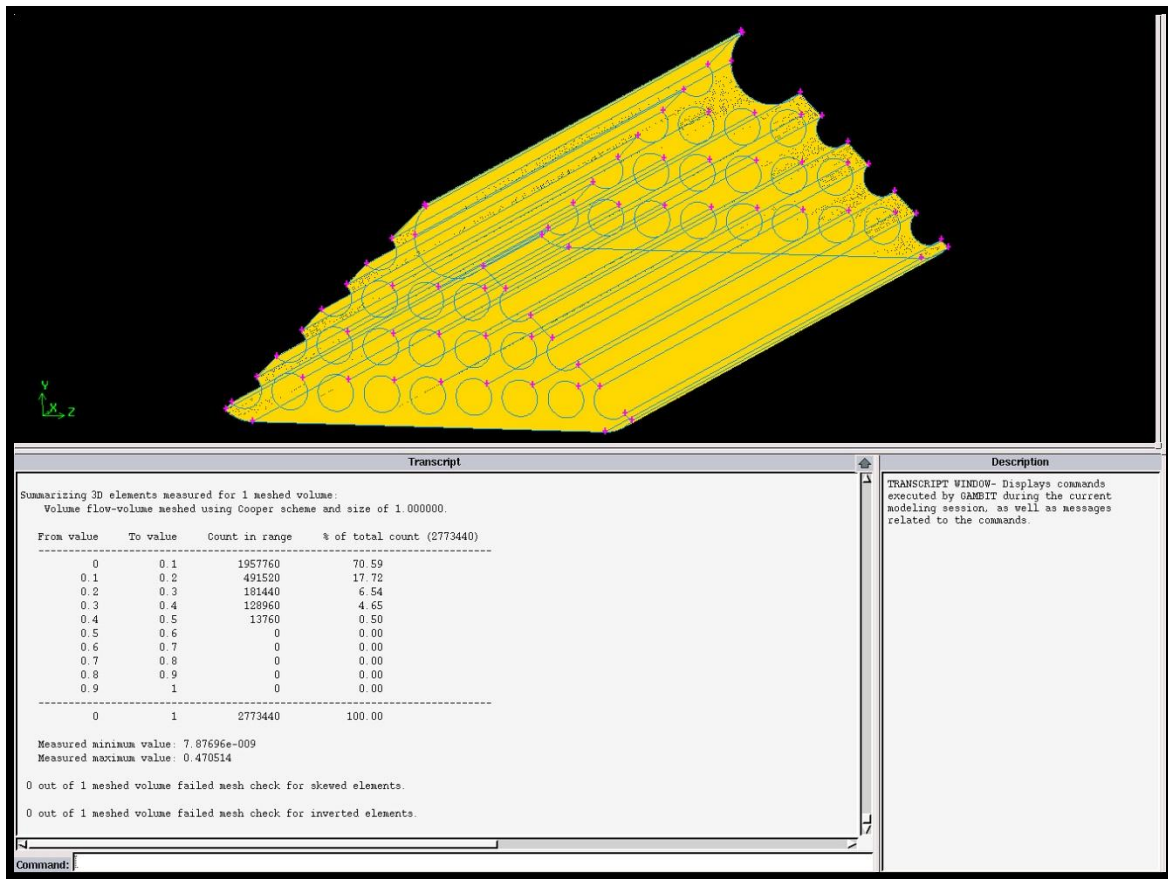 Y
X Z
Transcript
Summarizing 3D elements measured for 1 meshed volume:
Volume flow-volume meshed using Cooper scheme and size of 1.000000.
From value To value Count in range % of total count (2773440)
-------------------------------------------------------------------------
0 0.1 1957760 70.59
0.1 0.2 491520 17.72
0.2 0.3 181440 6.54
0.3 0.4 128960 4.65
0.4 0.5 13760 0.50
0.5 0.6 0 0.00
0.6 0.7 0 0.00
0.7 0.8 0 0.00
0.8 0.9 0 0.00
0.9 1 0 0.00
-------------------------------------------------------------------------
0 1 2773440 100.00
Measured minimum value: 7.87696e-009
Measured maximum value: 0.470514
0 out of 1 meshed volume failed mesh check for skewed elements.
0 out of 1 meshed volume failed mesh check for inverted elements.
Command:
Description
TRANSCRIPT WINDOW- Displays commands
executed by GAMBIT during the current
modeling session, as well as messages
related to the commands.